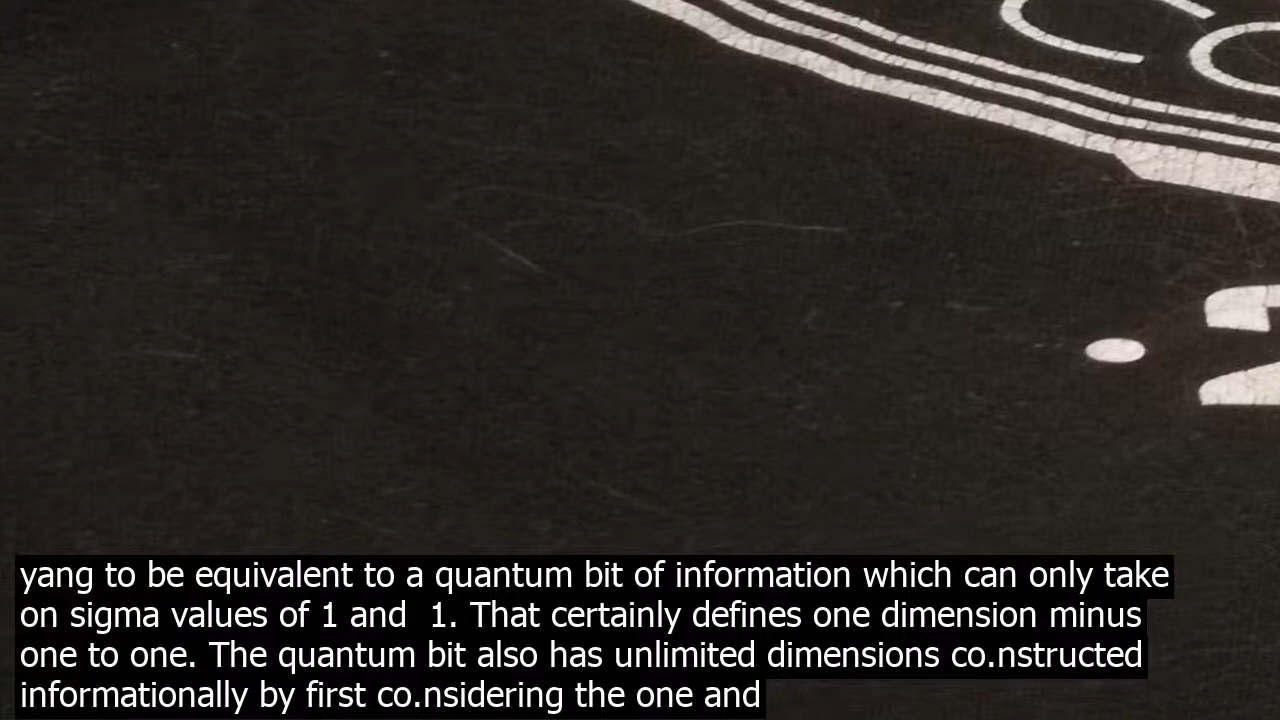 CO
2
yang to be equivalent to a quantum bit of information which can only take
on sigma values of 1 and  1. That certainly defines one dimension minus
one to one. The quantum bit also has unlimited dimensions co.nstructed
informationally by first co.nsidering the one and